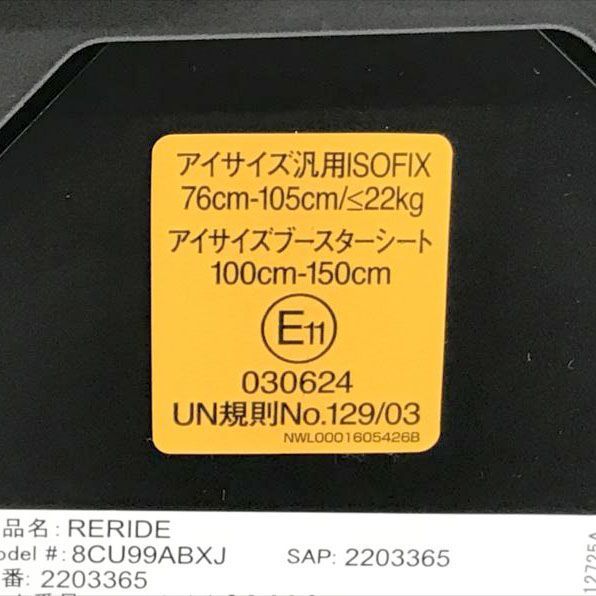 アイサイズ汎用ISOFIX
76cm-105cm/≤22kg
アイサイズブースターシート
100cm-150cm
E11
030624
UN規則No.129/03
NWL0001605426B
品名: RERIDE
odel #: 8CU99ABXJ SAP: 2203365
番: 2203365
12725A